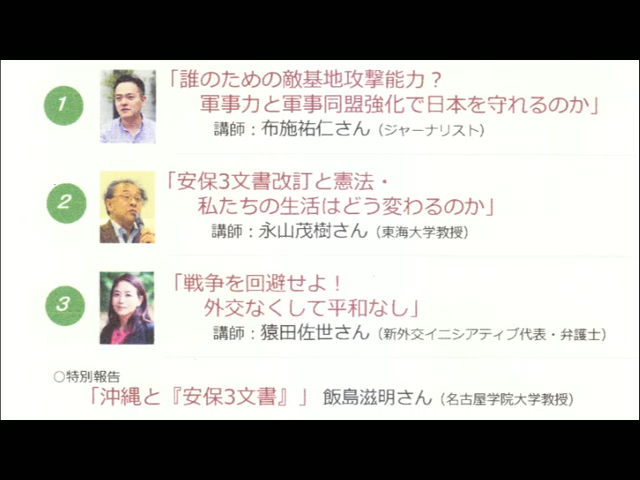 1
「誰のための敵基地攻撃能力？
軍事力と軍事同盟強化で日本を守れるのか」
講師：布施祐仁さん（ジャーナリスト）
2
「安保3文書改訂と憲法・
私たちの生活はどう変わるのか」
講師：永山茂樹さん（東海大学教授）
3
「戦争を回避せよ！
外交なくして平和なし」
講師：猿田佐世さん（新外交イニシアティブ代表・弁護士）
○特別報告
「沖縄と『安保3文書』」 飯島滋明さん（名古屋学院大学教授）